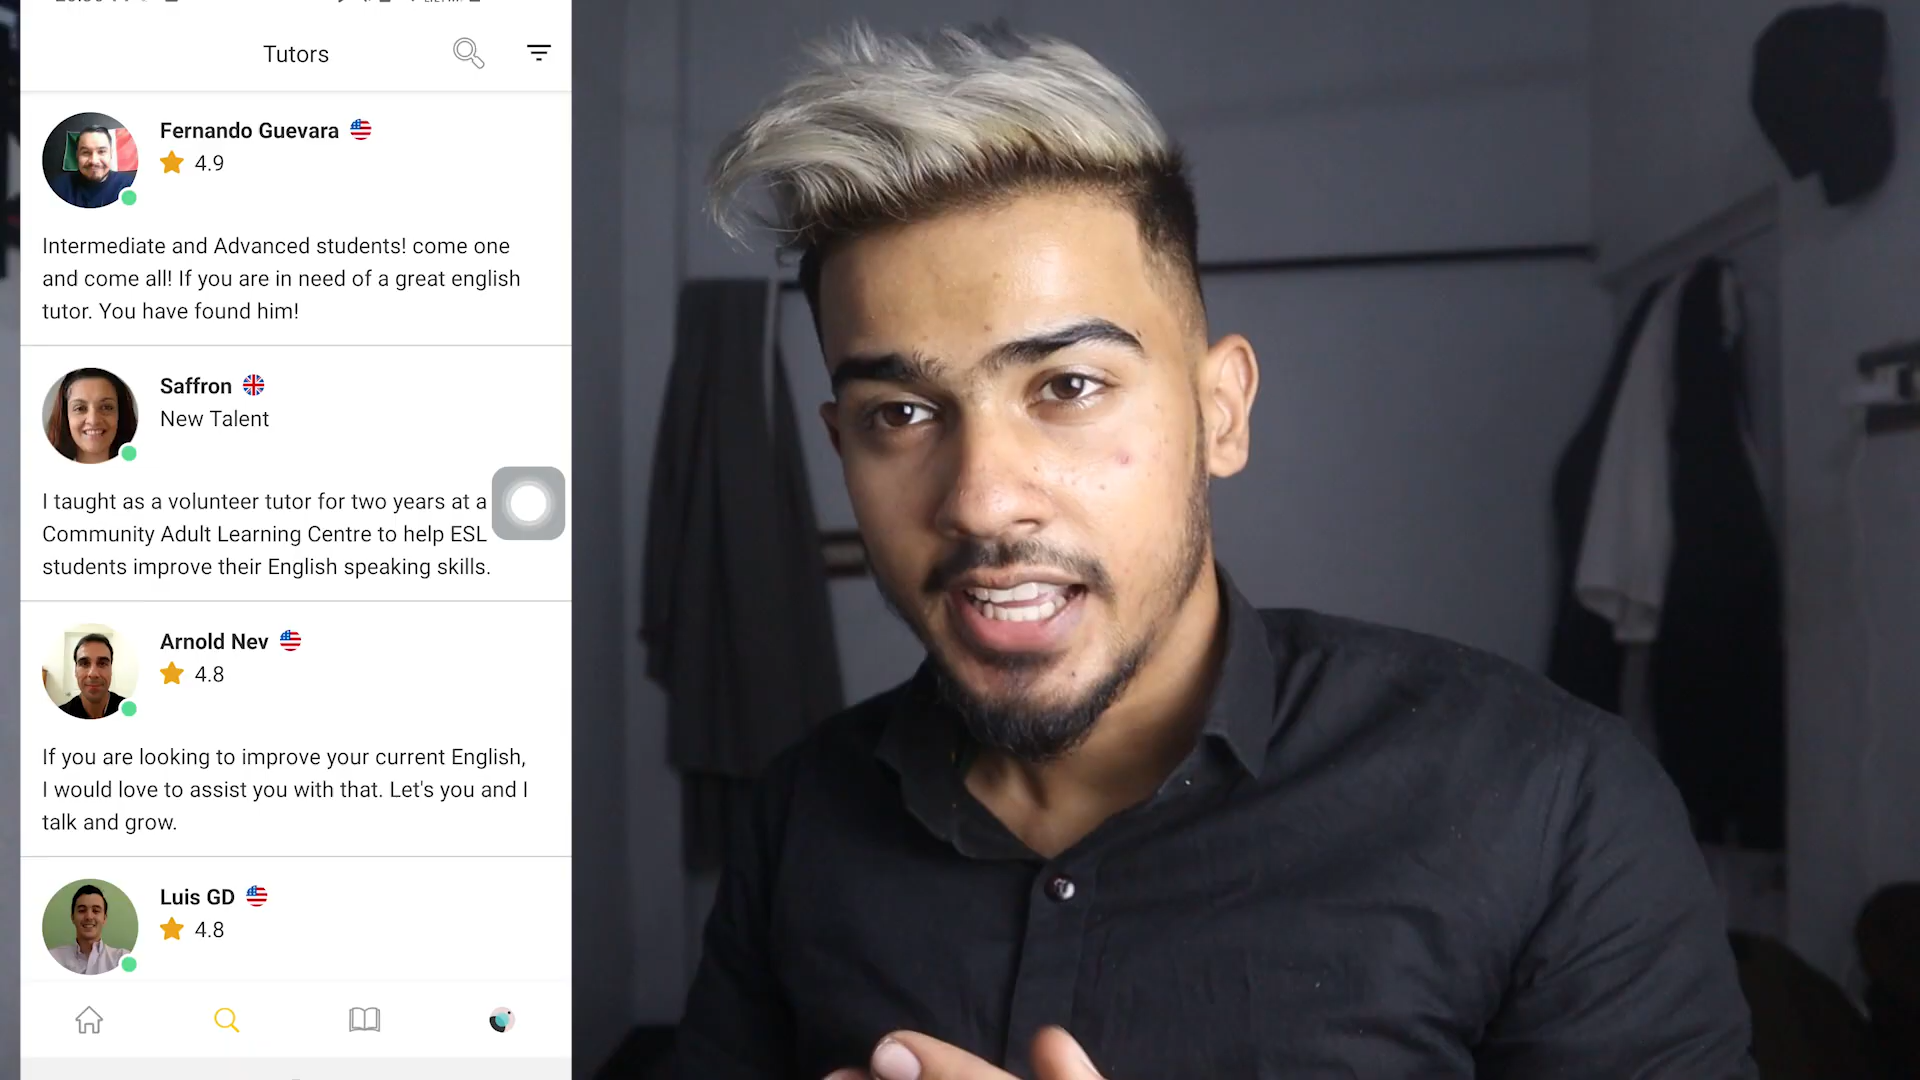 Tutors
Fernando Guevara
4.9
Intermediate and Advanced students! come one
and come all! If you are in need of a great english
tutor. You have found him!
Saffron
New Talent
I taught as a volunteer tutor for two years at a
Community Adult Learning Centre to help ESL
students improve their English speaking skills.
Arnold Nev
4.8
If you are looking to improve your current English,
I would love to assist you with that. Let's you and I
talk and grow.
Luis GD
4.8